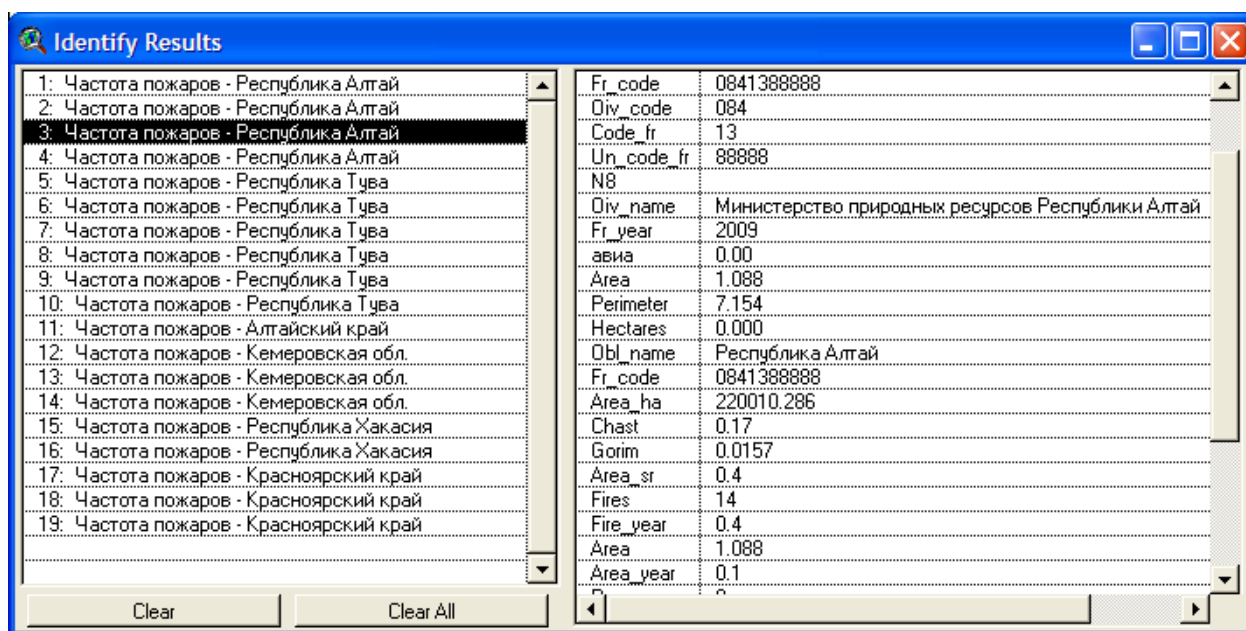 Identify Results
1: Частота пожаров - Республика Алтай
2: Частота пожаров - Республика Алтай
3: Частота пожаров - Республика Алтай
4: Частота пожаров - Республика Алтай
5: Частота пожаров - Республика Тува
6: Частота пожаров - Республика Тува
7: Частота пожаров - Республика Тува
8: Частота пожаров - Республика Тува
9: Частота пожаров - Республика Тува
10: Частота пожаров - Республика Тува
11: Частота пожаров - Алтайский край
12: Частота пожаров - Кемеровская обл.
13: Частота пожаров - Кемеровская обл.
14: Частота пожаров - Кемеровская обл.
15: Частота пожаров - Республика Хакасия
16: Частота пожаров - Республика Хакасия
17: Частота пожаров - Красноярский край
18: Частота пожаров - Красноярский край
19: Частота пожаров - Красноярский край
Clear Clear All
Fr_code 0841388888
Oiv_code 084
Code_fr 13
Un_code_fr 88888
N8
Oiv_name Министерство природных ресурсов Республики Алтай
Fr_year 2009
авиа 0.00
Area 1.088
Perimeter 7.154
Hectares 0.000
Obl_name Республика Алтай
Fr_code 0841388888
Area_ha 220010.286
Chast 0.17
Gorim 0.0157
Area_sr 0.4
Fires 14
Fire_year 0.4
Area 1.088
Area_year 0.1